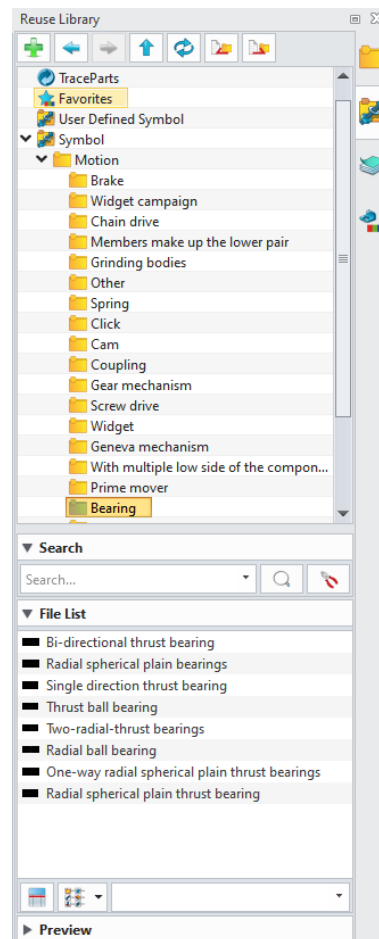 Reuse Library
TraceParts
Favorites
User Defined Symbol
Symbol
Motion
Brake
Widget campaign
Chain drive
Members make up the lower pair
Grinding bodies
Other
Spring
Click
Cam
Coupling
Gear mechanism
Screw drive
Widget
Geneva mechanism
With multiple low side of the compon...
Prime mover
Bearing
Search
Search...
File List
Bi-directional thrust bearing
Radial spherical plain bearings
Single direction thrust bearing
Thrust ball bearing
Two-radial-thrust bearings
Radial ball bearing
One-way radial spherical plain thrust bearings
Radial spherical plain thrust bearing
Preview